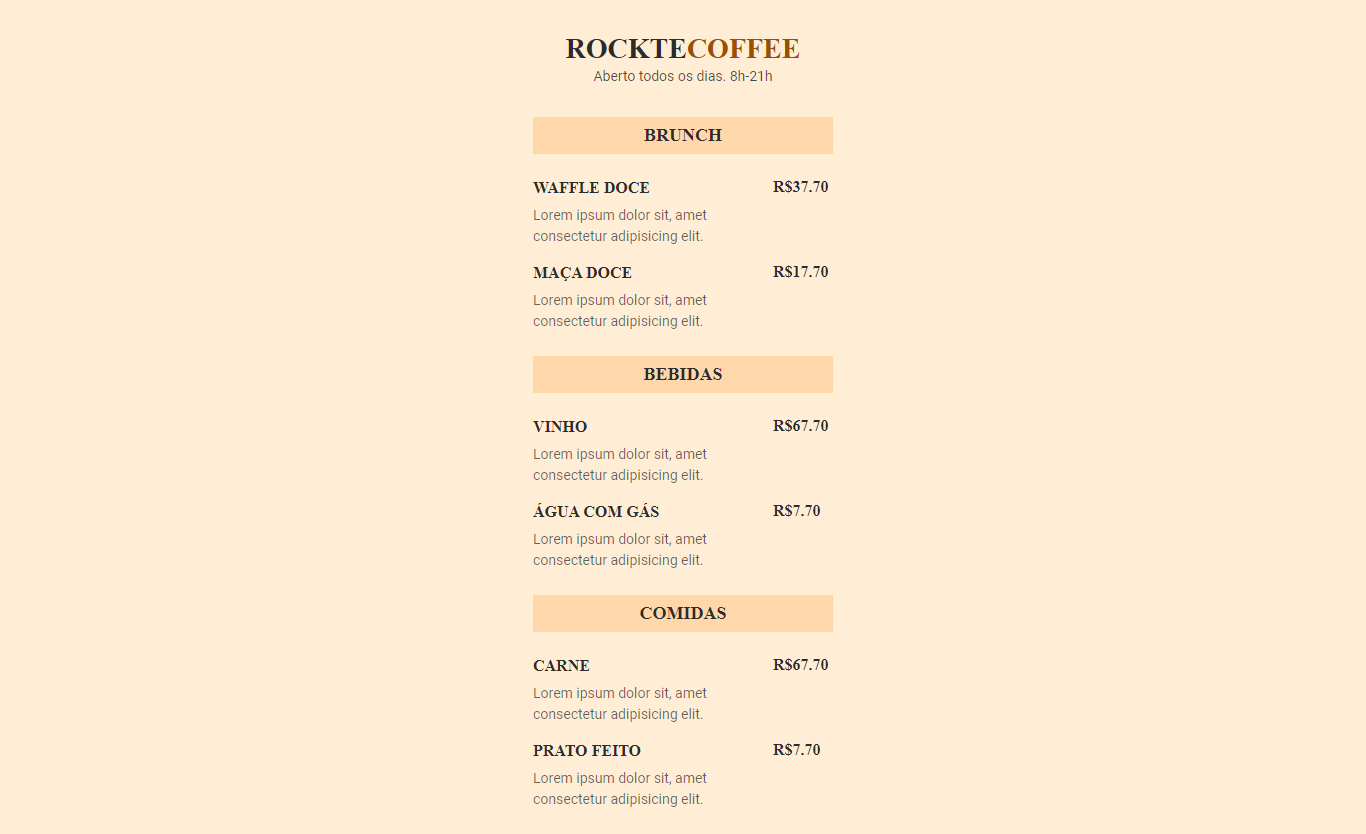 ROCKTECOFFEE
Aberto todos os dias. 8h-21h
BRUNCH
WAFFLE DOCE R$37.70
Lorem ipsum dolor sit, amet
consectetur adipisicing elit.
MAÇA DOCE R$17.70
Lorem ipsum dolor sit, amet
consectetur adipisicing elit.
BEBIDAS
VINHO R$67.70
Lorem ipsum dolor sit, amet
consectetur adipisicing elit.
ÁGUA COM GÁS R$7.70
Lorem ipsum dolor sit, amet
consectetur adipisicing elit.
COMIDAS
CARNE R$67.70
Lorem ipsum dolor sit, amet
consectetur adipisicing elit.
PRATO FEITO R$7.70
Lorem ipsum dolor sit, amet
consectetur adipisicing elit.